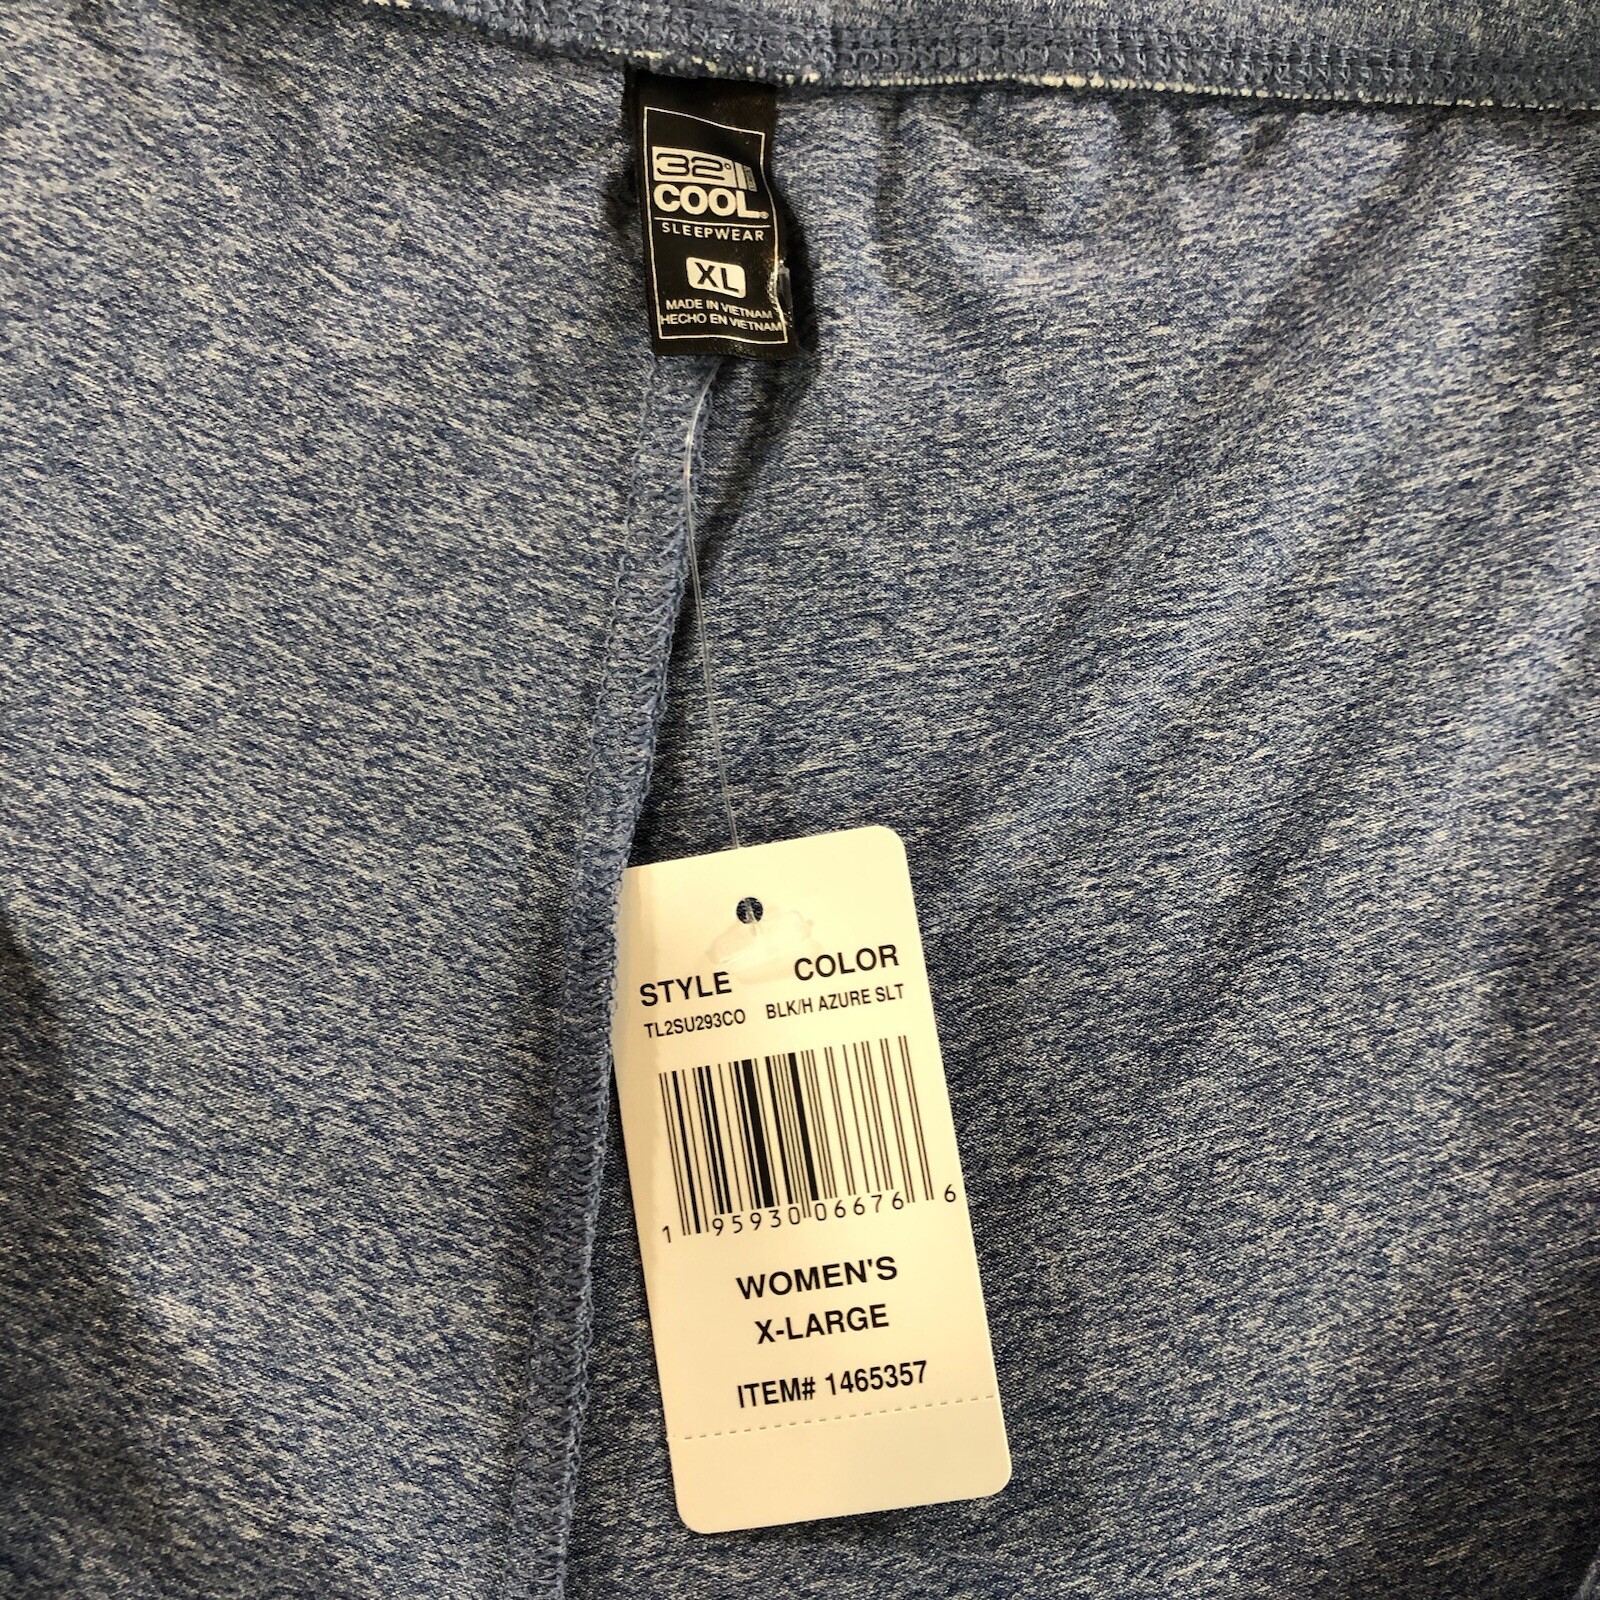 32°
COOL®
SLEEPWEAR
XL
MADE IN VIETNAM
HECHO EN VIETNAM
STYLE COLOR
TL2SU293CO BLK/H AZURE SLT
1 95930 06676 6
WOMEN'S
X-LARGE
ITEM# 1465357